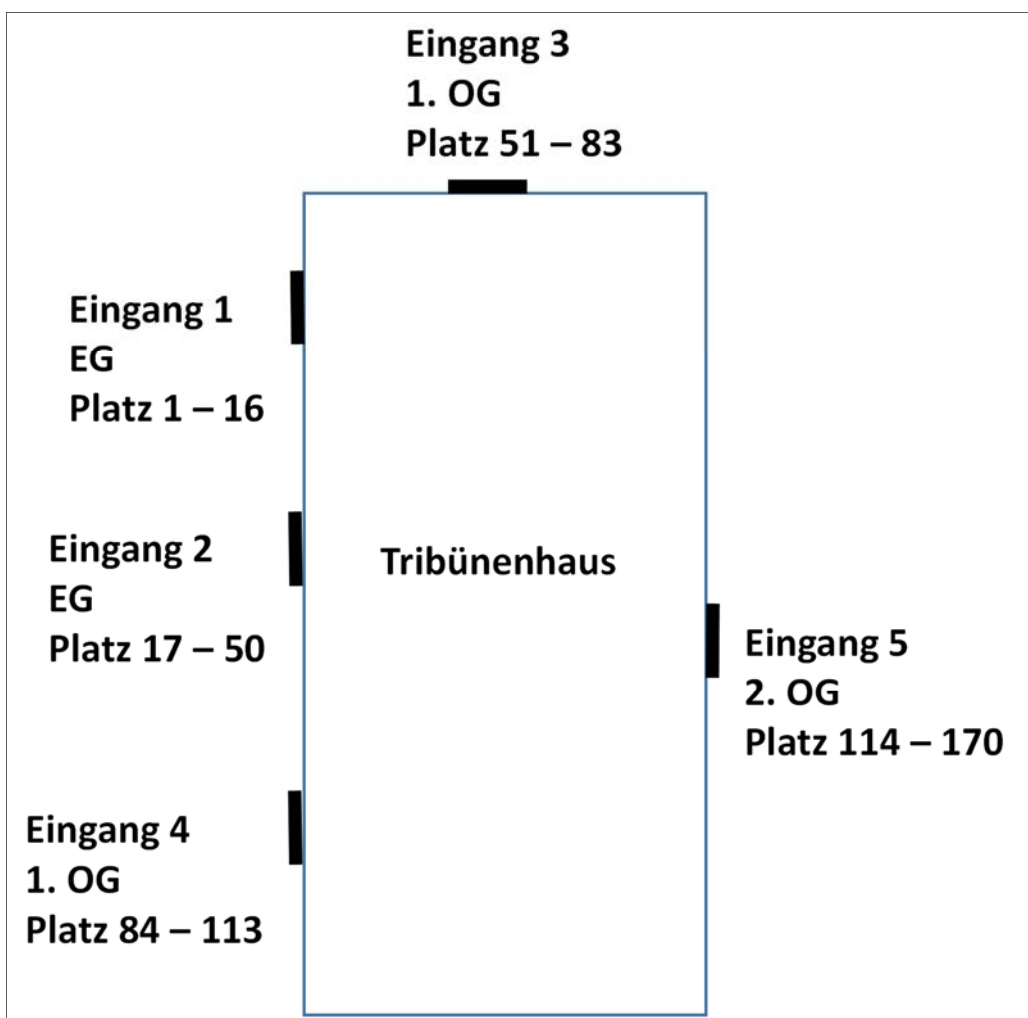 Eingang 3
1. OG
Platz 51 – 83
Eingang 1
EG
Platz 1 – 16
Eingang 2
EG
Platz 17 – 50
Tribünenhaus
Eingang 5
2. OG
Platz 114 – 170
Eingang 4
1. OG
Platz 84 – 113